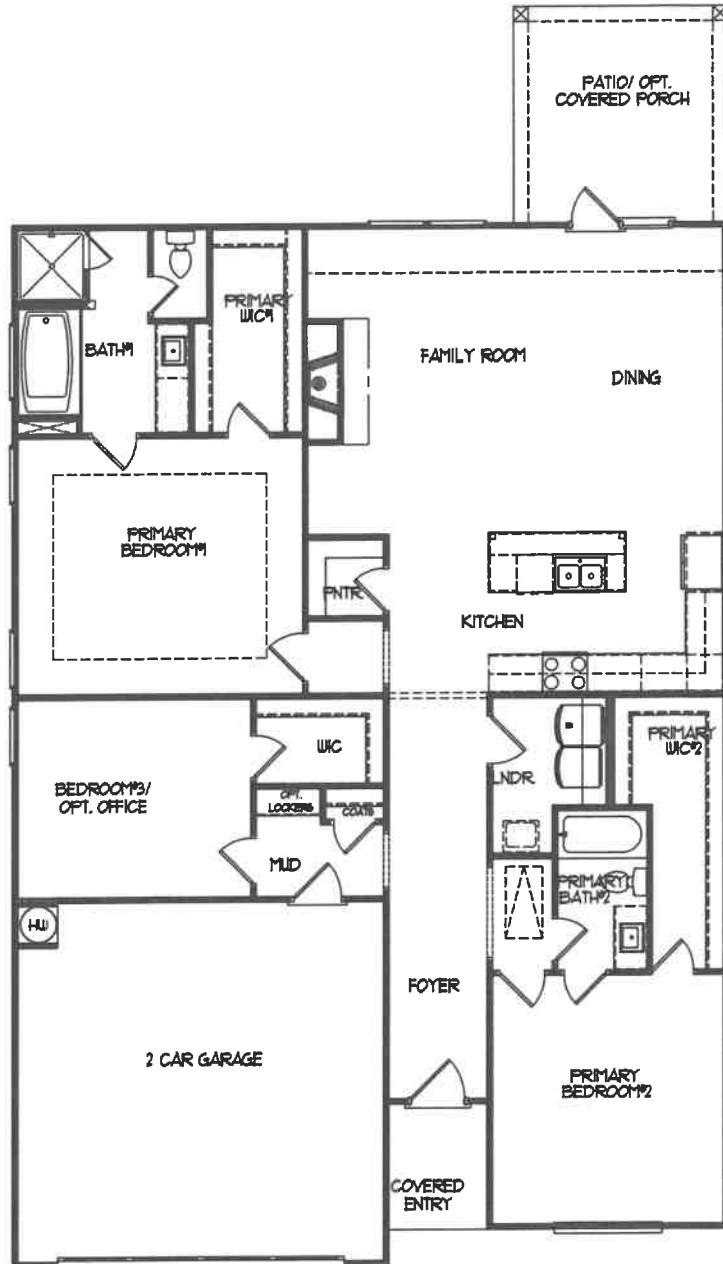 PATIO/ OPT.
COVERED PORCH
PRIMARY
WIC#1
BATH#1
FAMILY ROOM
DINING
PRIMARY
BEDROOM#1
PNTR
KITCHEN
WIC
PRIMARY
WIC#2
BEDROOM#3/
OPT. OFFICE
OPT.
LOCKERS
COATS
LNDR
MUD
PRIMARY
BATH#2
HW
FOYER
2 CAR GARAGE
PRIMARY
BEDROOM#2
COVERED
ENTRY